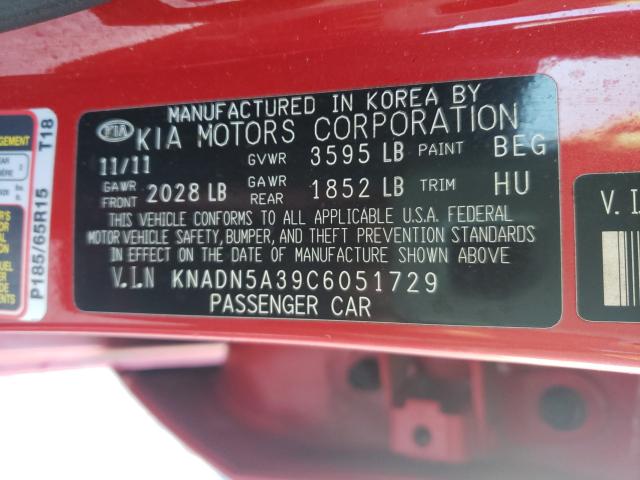 MANUFACTURED IN KOREA BY
KIA KIA MOTORS CORPORATION
11/11 GVWR 3595 LB PAINT BEG
GAWR FRONT 2028 LB GAWR REAR 1852 LB TRIM HU
THIS VEHICLE CONFORMS TO ALL APPLICABLE U.S.A. FEDERAL
MOTOR VEHICLE SAFETY, BUMPER, AND THEFT PREVENTION STANDARDS
IN EFFECT ON THE DATE OF MANUFACTURE SHOWN ABOVE
V.I.N KNADN5A39C6051729
PASSENGER CAR
P185/65R15 T18
V. I.